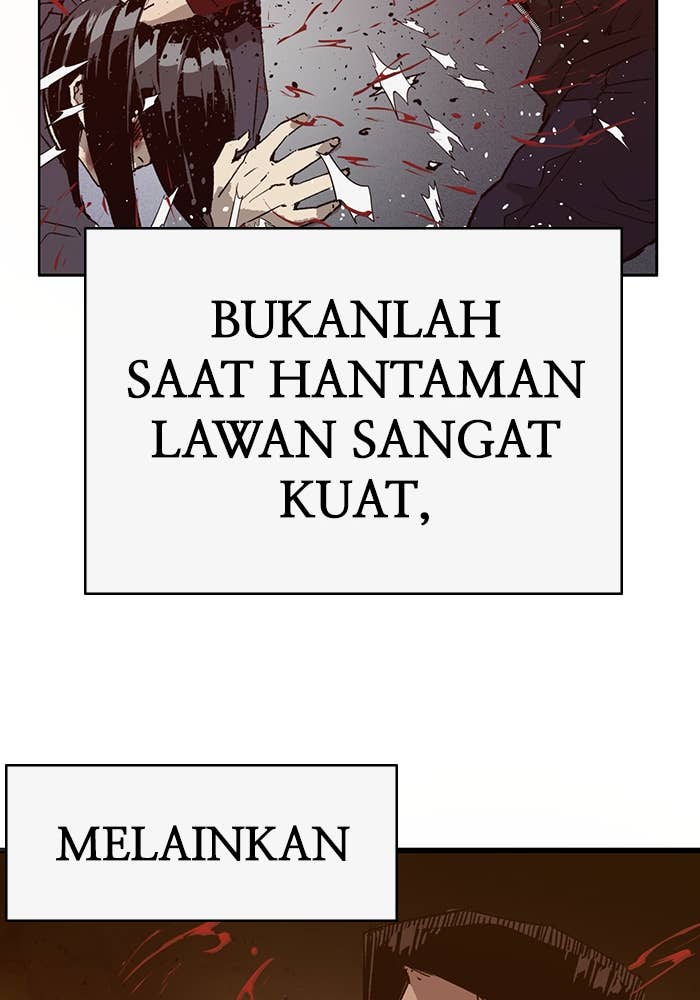 BUKANLAH
SAAT HANTAMAN
LAWAN SANGAT
KUAT,
MELAINKAN